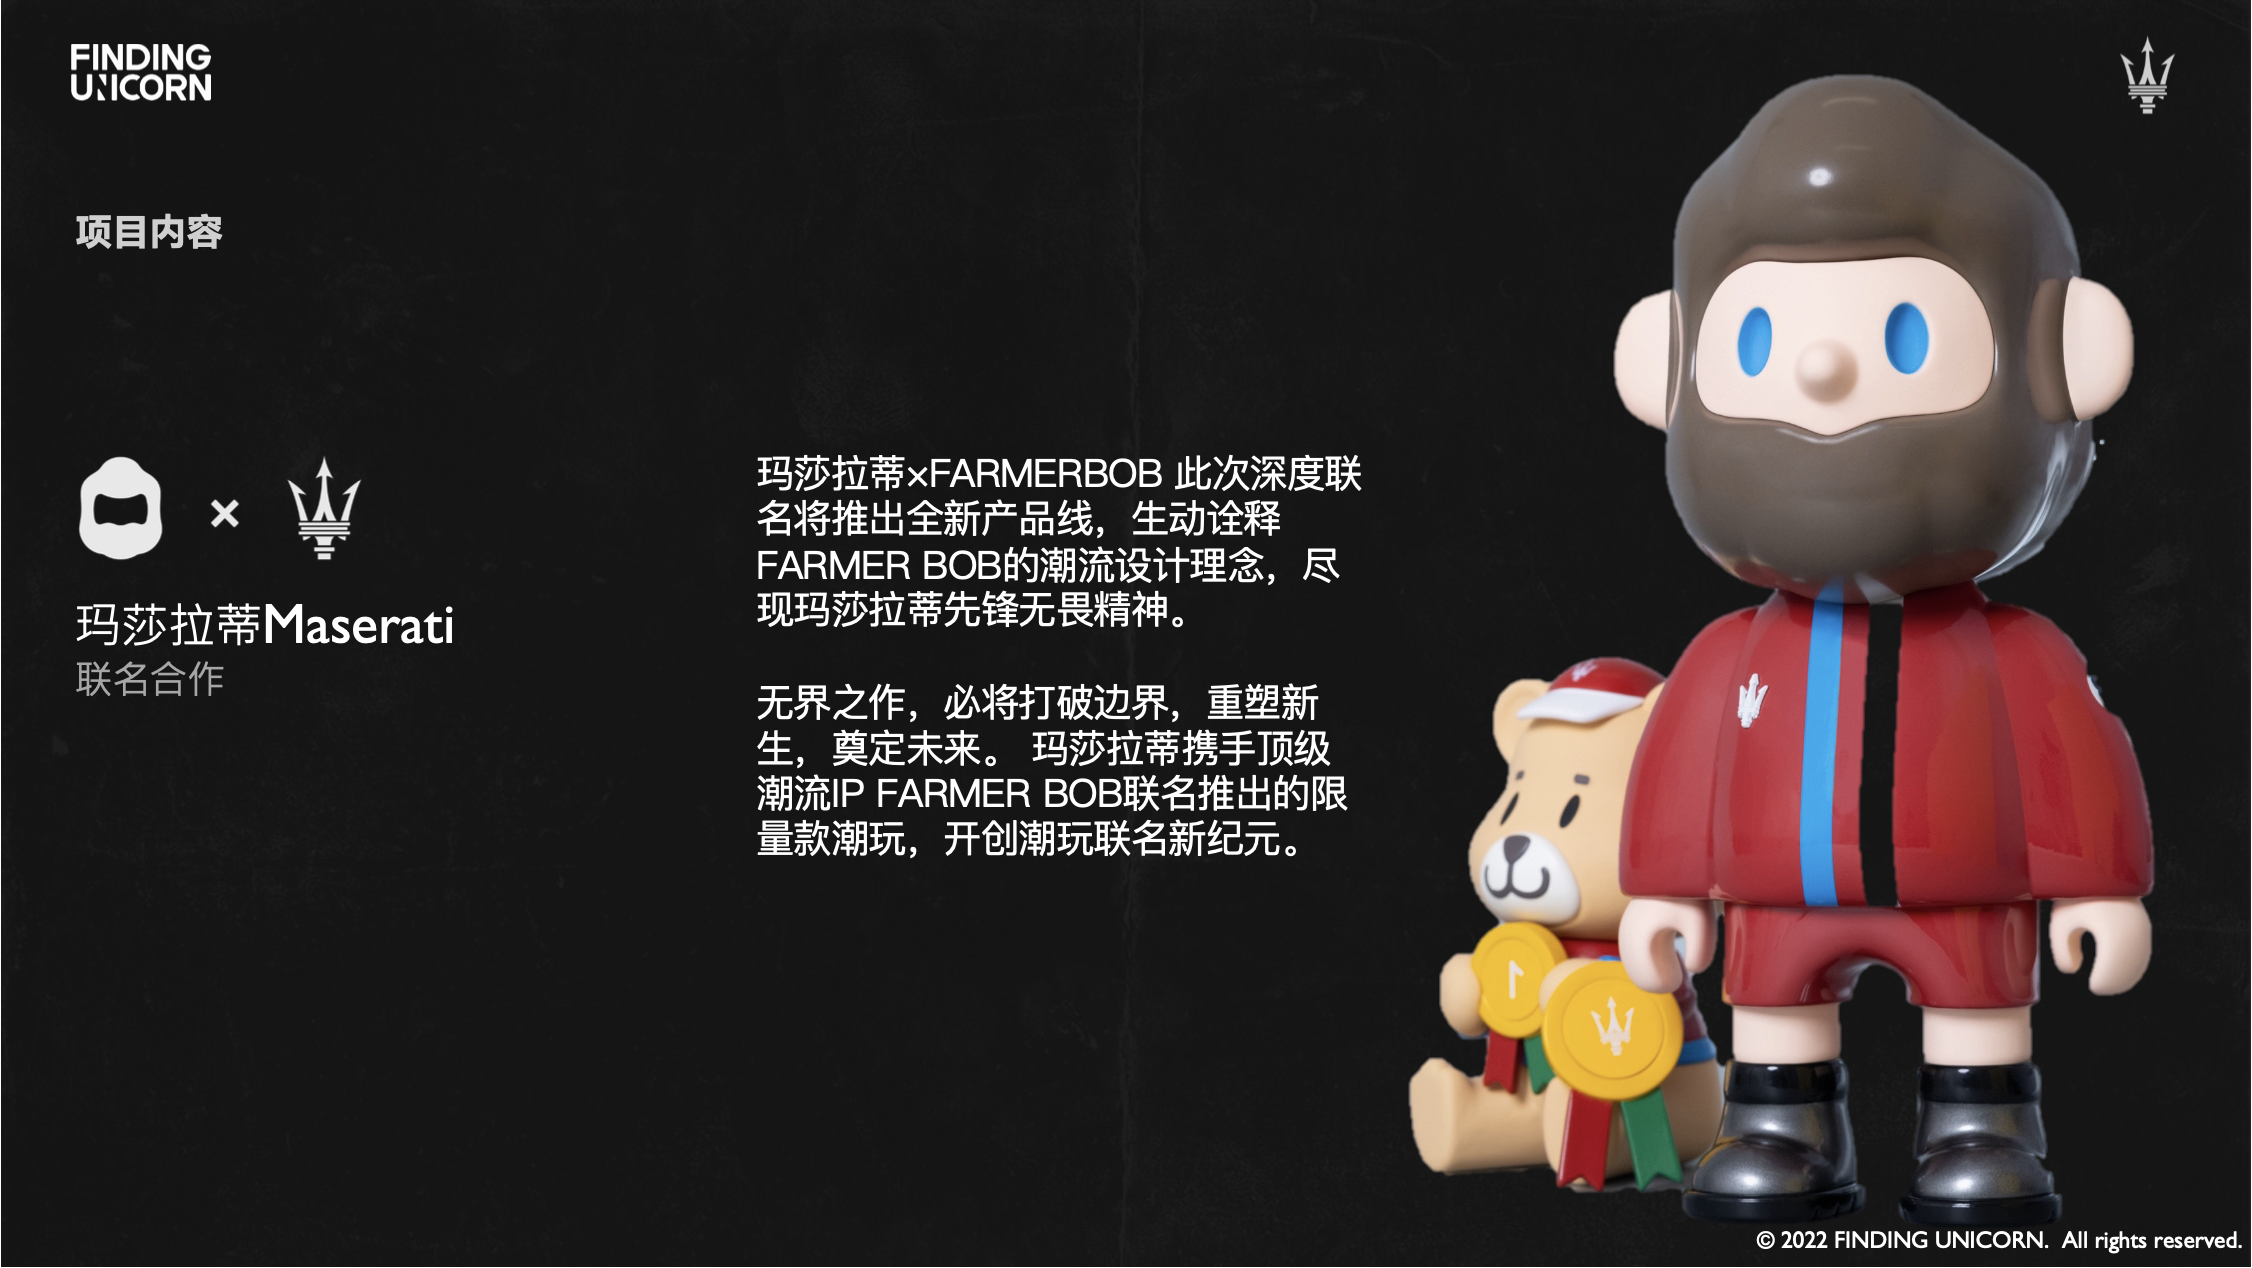 FINDING
UNICORN
项目内容
×
玛莎拉蒂Maserati
联名合作
玛莎拉蒂×FARMERBOB 此次深度联
名将推出全新产品线，生动诠释
FARMER BOB的潮流设计理念，尽
现玛莎拉蒂先锋无畏精神。
无界之作，必将打破边界，重塑新
生，奠定未来。 玛莎拉蒂携手顶级
潮流IP FARMER BOB联名推出的限
量款潮玩，开创潮玩联名新纪元。
1
© 2022 FINDING UNICORN. All rights reserved.